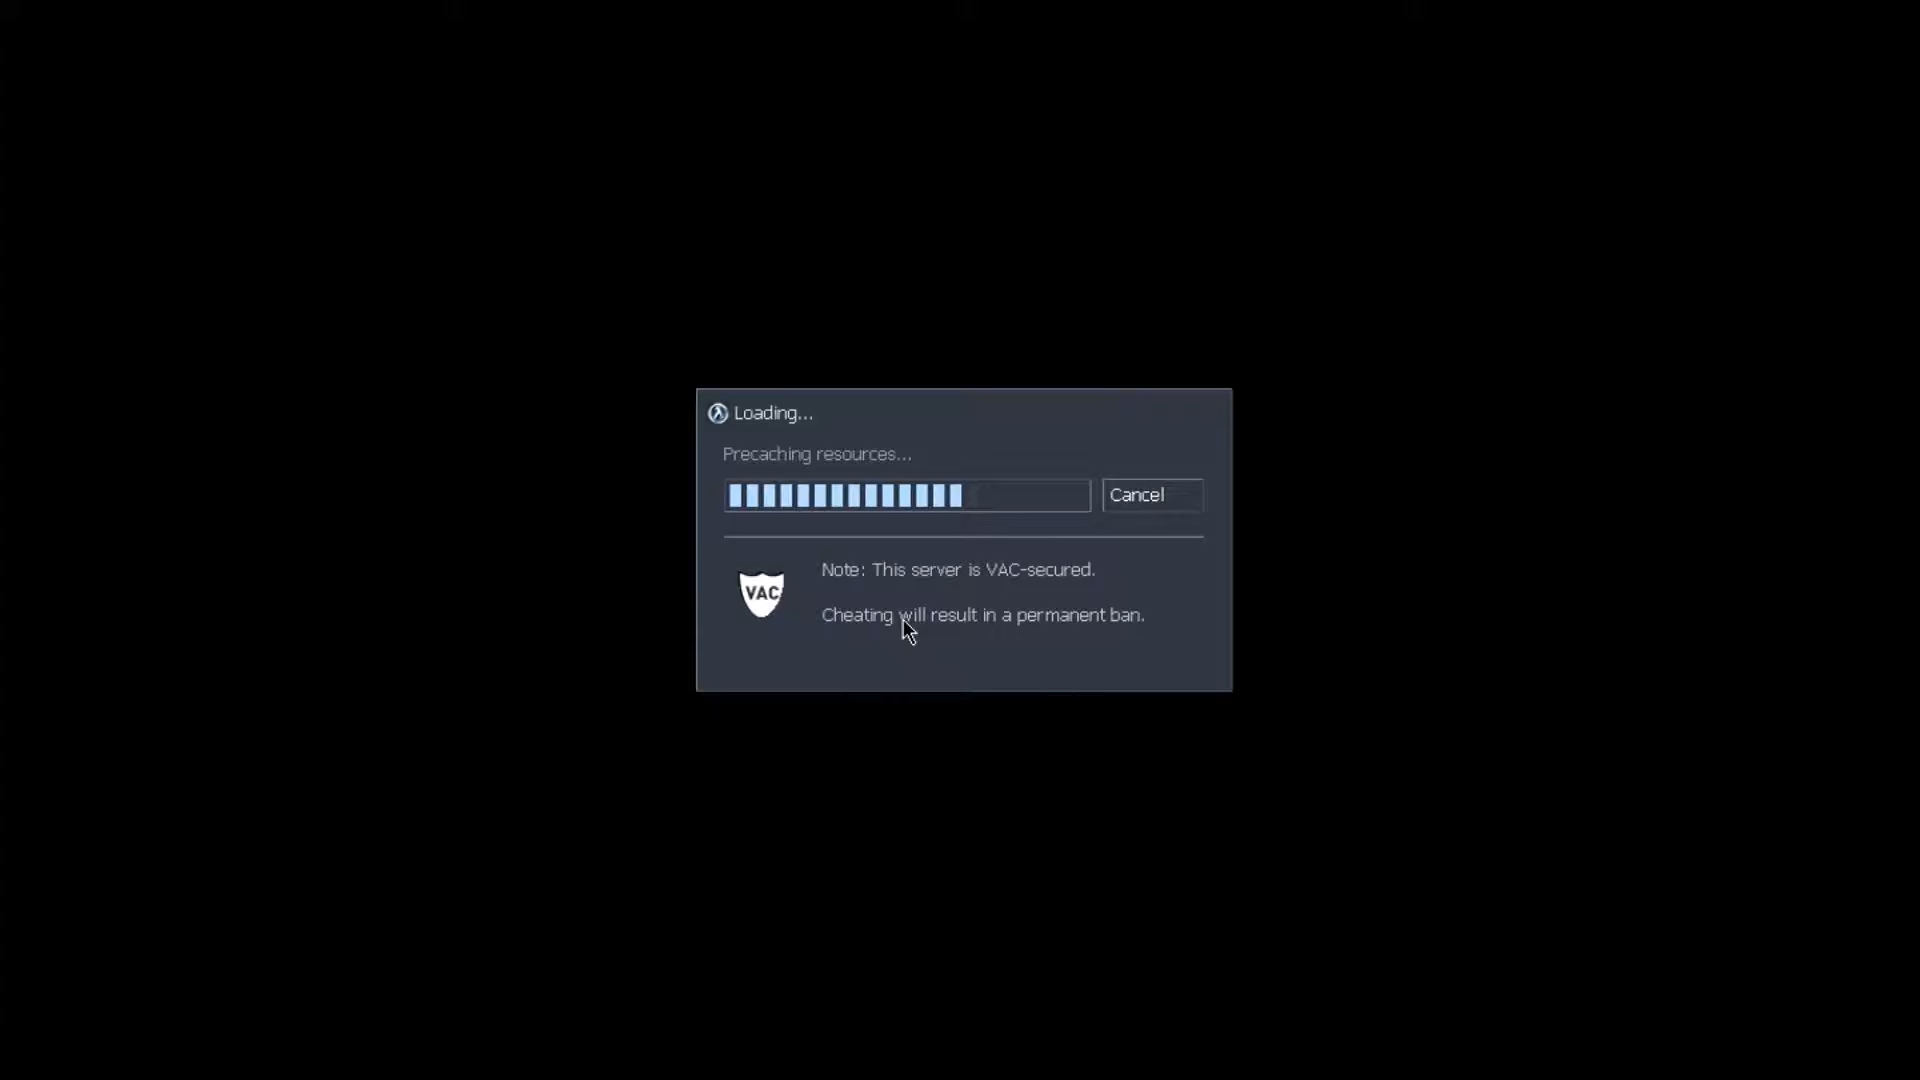 Loading...
Precaching resources...
Cancel
VAC
Note: This server is VAC-secured.
Cheating will result in a permanent ban.